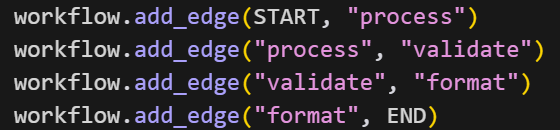 workflow.add_edge(START, "process")
workflow.add_edge("process", "validate")
workflow.add_edge("validate", "format")
workflow.add_edge("format", END)